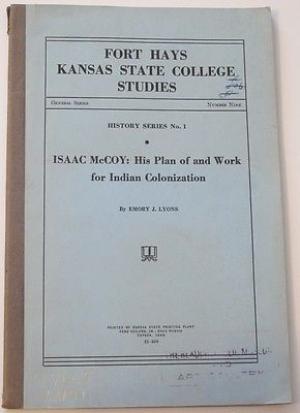 FORT HAYS
KANSAS STATE COLLEGE
STUDIES
GENERAL SERIES NUMBER NINE
HISTORY SERIES No. 1
ISAAC McCOY: His Plan of and Work
for Indian Colonization
By EMORY J. LYONS
PRINTED BY KANSAS STATE PRINTING PLANT
TOPEKA, 1945